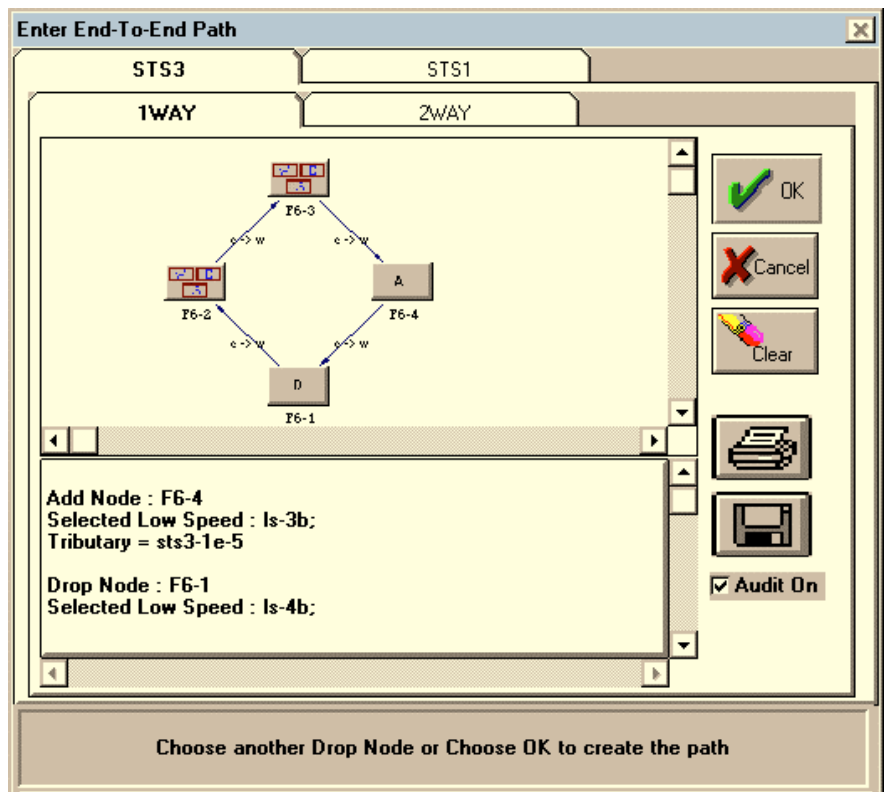 Enter End-To-End Path
STS3 STS1
1WAY 2WAY
F6-3
e -> w e -> w
A
F6-2 F6-4
e -> w e -> w
D
F6-1
OK
Cancel
Clear
Add Node : F6-4
Selected Low Speed : ls-3b;
Tributary = sts3-1e-5
Drop Node : F6-1
Selected Low Speed : ls-4b;
Audit On
Choose another Drop Node or Choose OK to create the path